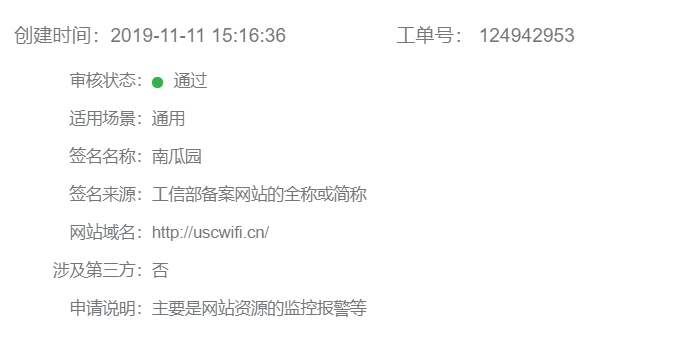 创建时间：2019-11-11 15:16:36 工单号： 124942953
审核状态： 通过
适用场景：通用
签名名称：南瓜园
签名来源：工信部备案网站的全称或简称
网站域名：http://uscwifi.cn/
涉及第三方：否
申请说明：主要是网站资源的监控报警等